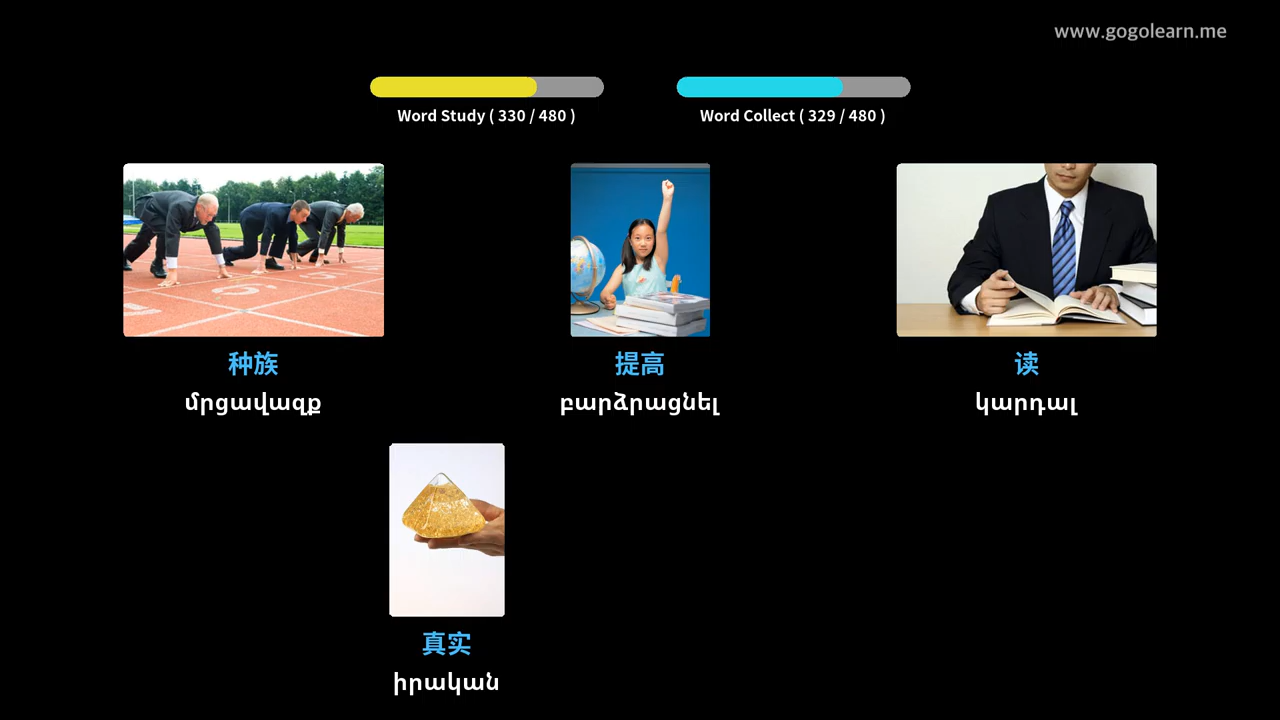 www.gogolearn.me
Word Study ( 330 / 480 )
Word Collect ( 329 / 480 )
种族
մրցավազք
提高
բարձրացնել
读
կարդալ
真实
իրական